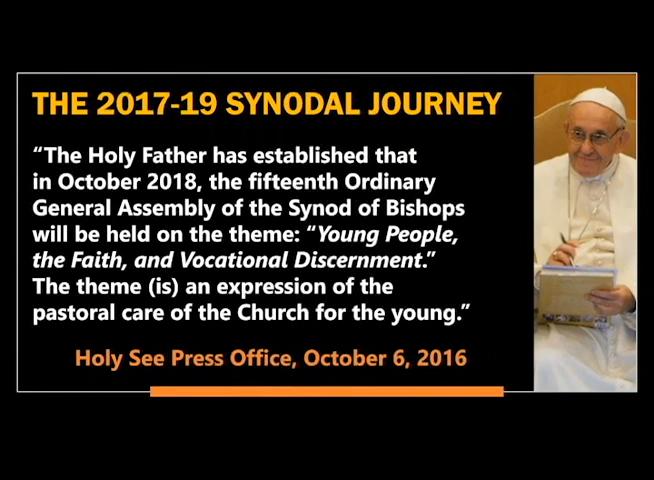 THE 2017-19 SYNODAL JOURNEY
“The Holy Father has established that
in October 2018, the fifteenth Ordinary
General Assembly of the Synod of Bishops
will be held on the theme: “Young People,
the Faith, and Vocational Discernment.”
The theme (is) an expression of the
pastoral care of the Church for the young.”
Holy See Press Office, October 6, 2016